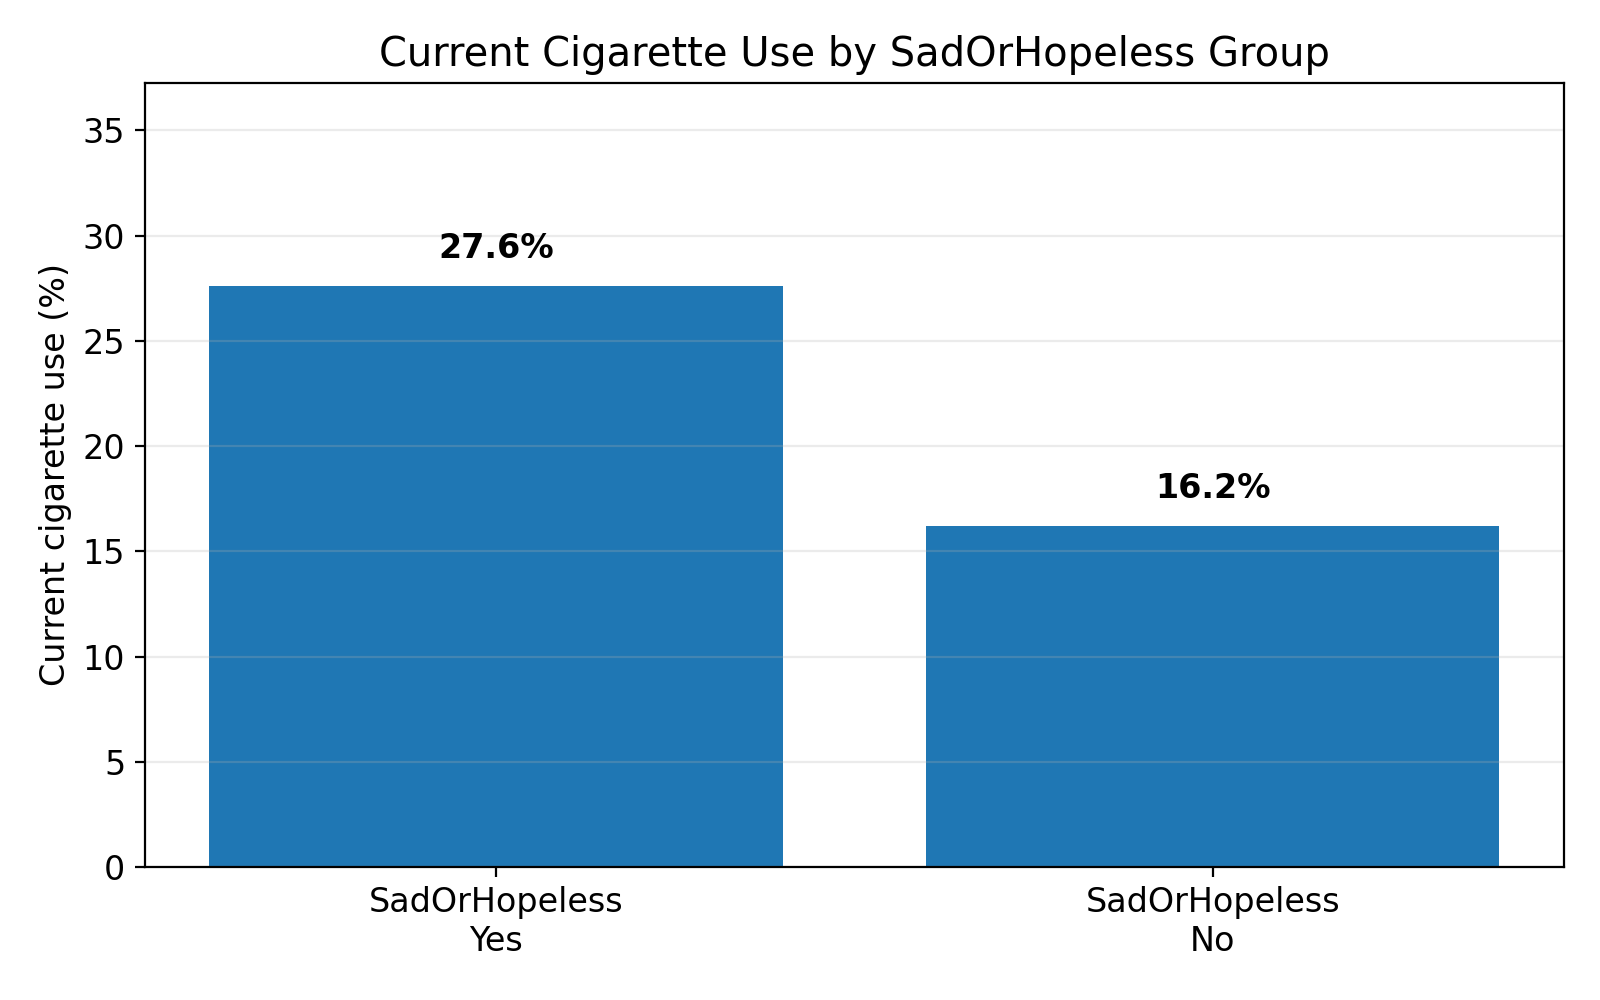 Current Cigarette Use by SadOrHopeless Group
Current cigarette use (%)
35
30
25
20
15
10
5
0
27.6%
16.2%
SadOrHopeless
Yes
SadOrHopeless
No